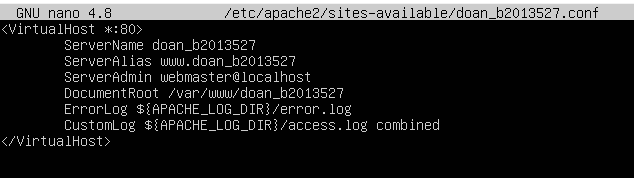 GNU nano 4.8 /etc/apache2/sites-available/doan_b2013527.conf
<VirtualHost *:80>
ServerName doan_b2013527
ServerAlias www.doan_b2013527
ServerAdmin webmaster@localhost
DocumentRoot /var/www/doan_b2013527
ErrorLog ${APACHE_LOG_DIR}/error.log
CustomLog ${APACHE_LOG_DIR}/access.log combined
</VirtualHost>